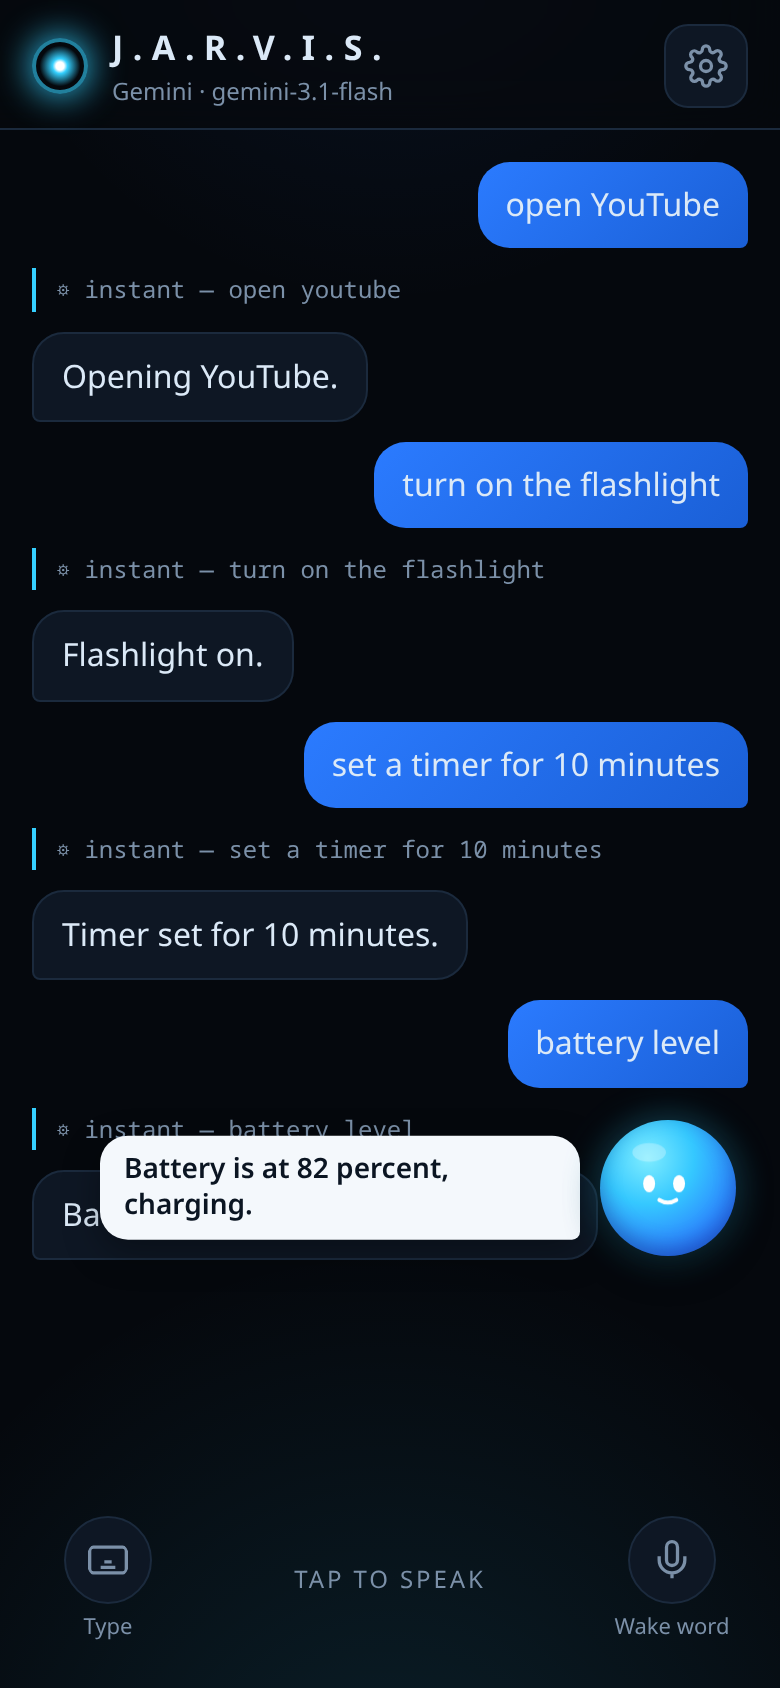 J.A.R.V.I.S.
Gemini · gemini-3.1-flash
open YouTube
instant — open youtube
Opening YouTube.
turn on the flashlight
instant — turn on the flashlight
Flashlight on.
set a timer for 10 minutes
instant — set a timer for 10 minutes
Timer set for 10 minutes.
battery level
instant — battery level
Battery is at 82 percent,
charging.
Ba
TAP TO SPEAK
Type
Wake word